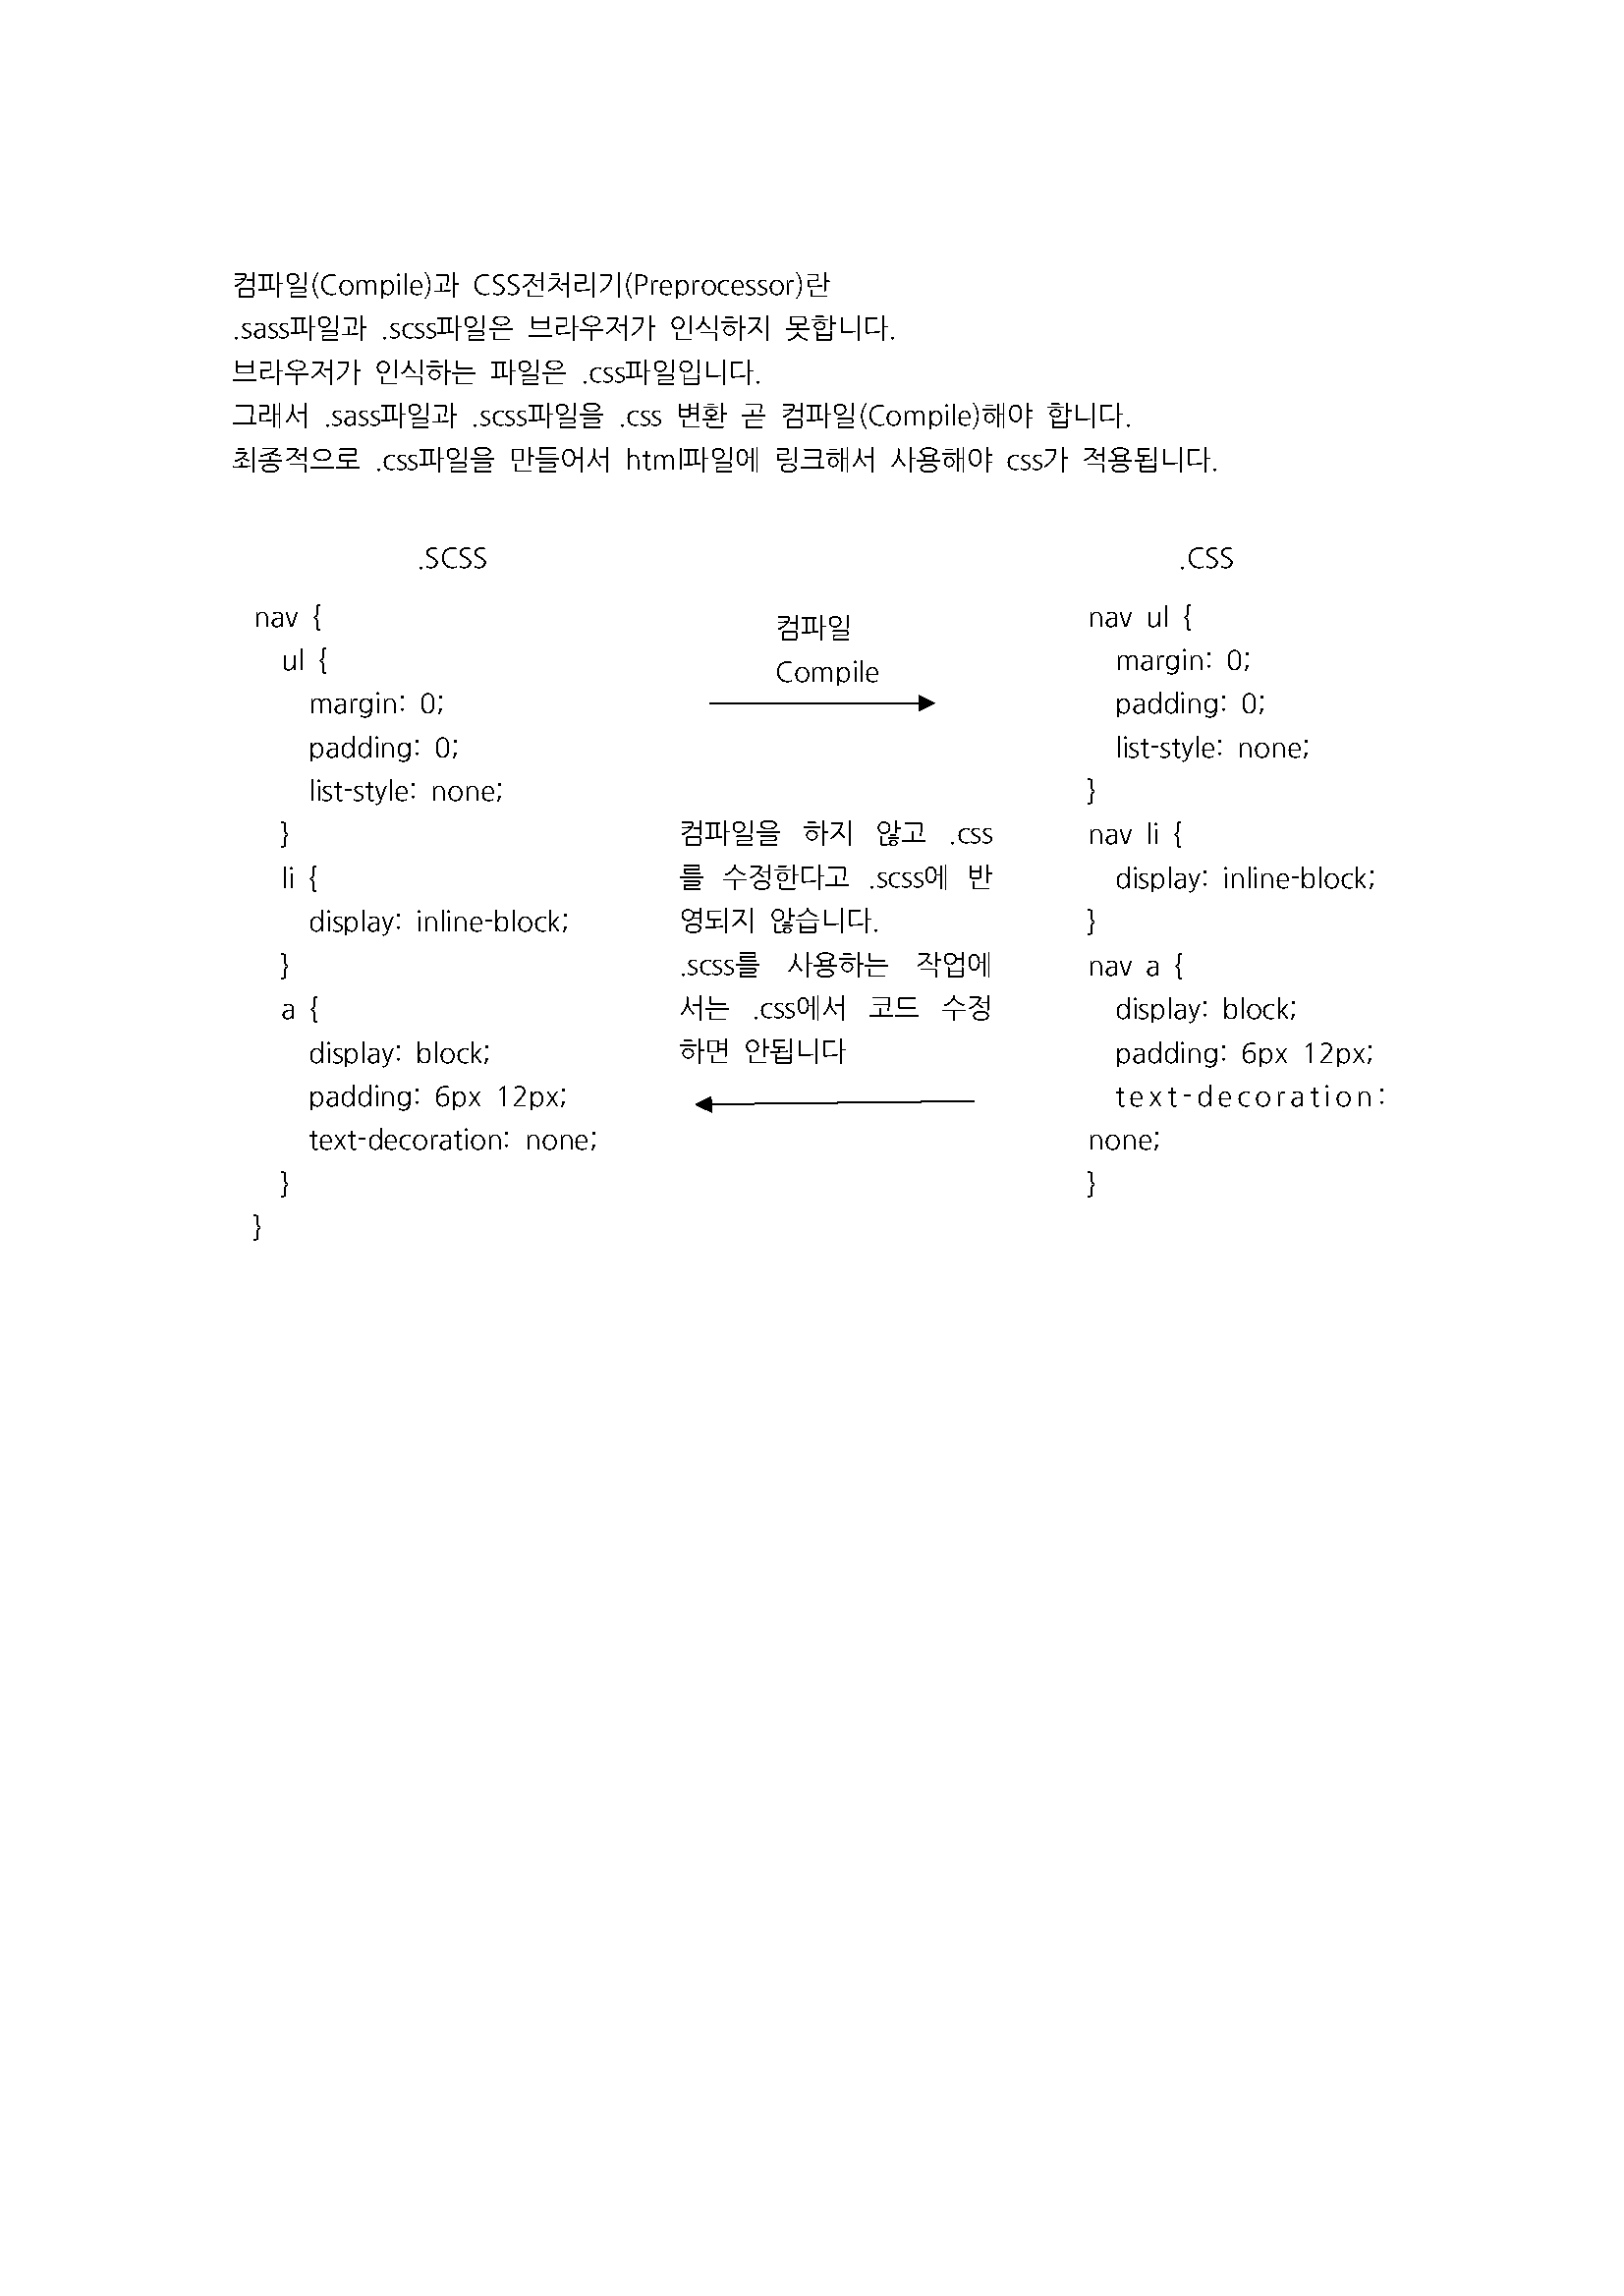 컴파일(Compile)과 CSS전처리기(Preprocessor)란
.sass파일과 .scss파일은 브라우저가 인식하지 못합니다.
브라우저가 인식하는 파일은 .css파일입니다.
그래서 .sass파일과 .scss파일을 .css 변환 곧 컴파일(Compile)해야 합니다.
최종적으로 .css파일을 만들어서 html파일에 링크해서 사용해야 css가 적용됩니다.
.SCSS
nav {
ul {
margin: 0;
padding: 0;
list-style: none;
}
li {
display: inline-block;
}
a {
display: block;
padding: 6px 12px;
text-decoration: none;
}
}
컴파일
Compile
컴파일을 하지 않고 .css
를 수정한다고 .scss에 반
영되지 않습니다.
.scss를 사용하는 작업에
서는 .css에서 코드 수정
하면 안됩니다
.CSS
nav ul {
margin: 0;
padding: 0;
list-style: none;
}
nav li {
display: inline-block;
}
nav a {
display: block;
padding: 6px 12px;
text-decoration:
none;
}